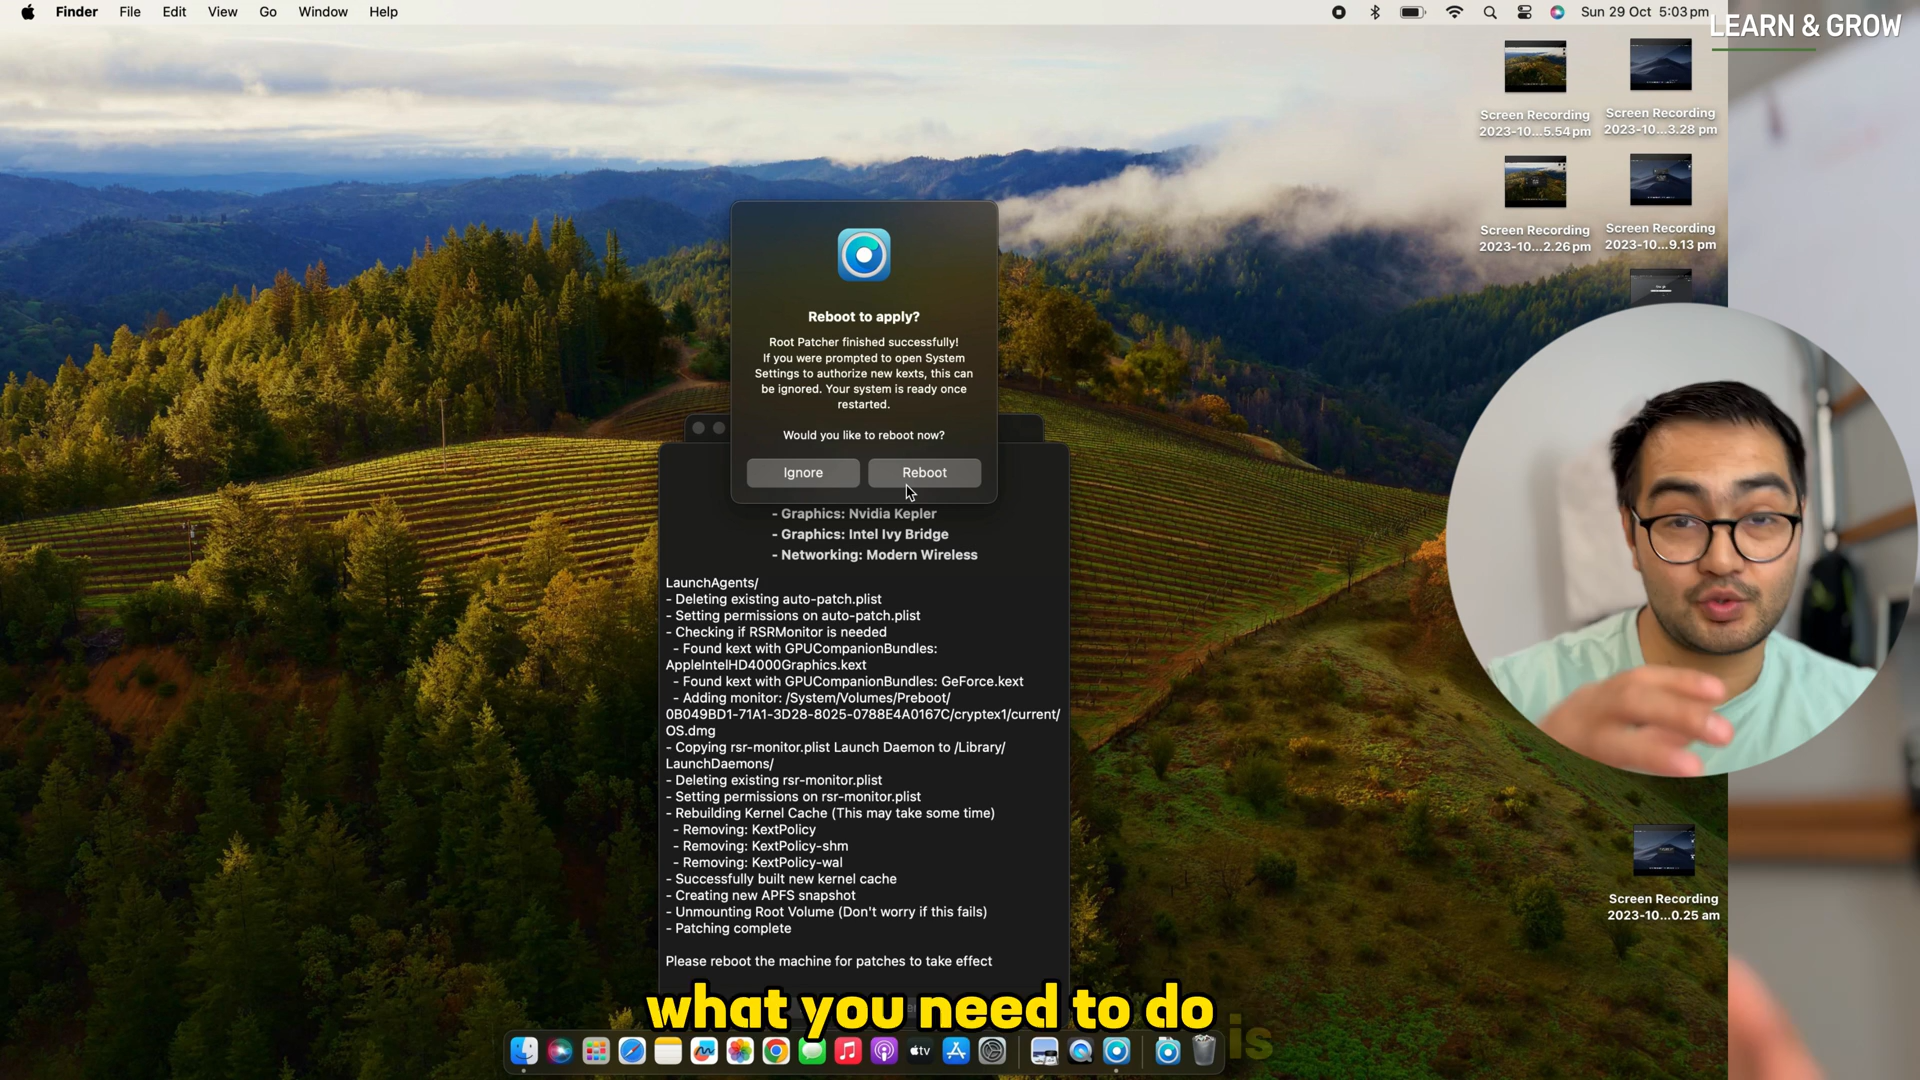 Finder File Edit View Go Window Help
Sun 29 Oct 5:03 pm
LEARN & GROW
Screen Recording
2023-10...5.54 pm
Screen Recording
2023-10...3.28 pm
Screen Recording
2023-10...2.26 pm
Screen Recording
2023-10...9.13 pm
Reboot to apply?
Root Patcher finished successfully!
If you were prompted to open System
Settings to authorize new kexts, this can
be ignored. Your system is ready once
restarted.
Would you like to reboot now?
Ignore Reboot
- Graphics: Nvidia Kepler
- Graphics: Intel Ivy Bridge
- Networking: Modern Wireless
LaunchAgents/
- Deleting existing auto-patch.plist
- Setting permissions on auto-patch.plist
- Checking if RSRMonitor is needed
- Found kext with GPUCompanionBundles:
AppleIntelHD4000Graphics.kext
- Found kext with GPUCompanionBundles: GeForce.kext
- Adding monitor: /System/Volumes/Preboot/
0B049BD1-71A1-3D28-8025-0788E4A0167C/cryptex1/current/
OS.dmg
- Copying rsr-monitor.plist Launch Daemon to /Library/
LaunchDaemons/
- Deleting existing rsr-monitor.plist
- Setting permissions on rsr-monitor.plist
- Rebuilding Kernel Cache (This may take some time)
- Removing: KextPolicy
- Removing: KextPolicy-shm
- Removing: KextPolicy-wal
- Successfully built new kernel cache
- Creating new APFS snapshot
- Unmounting Root Volume (Don't worry if this fails)
- Patching complete
Please reboot the machine for patches to take effect
Screen Recording
2023-10...0.25 am
what you need to do
is
tv